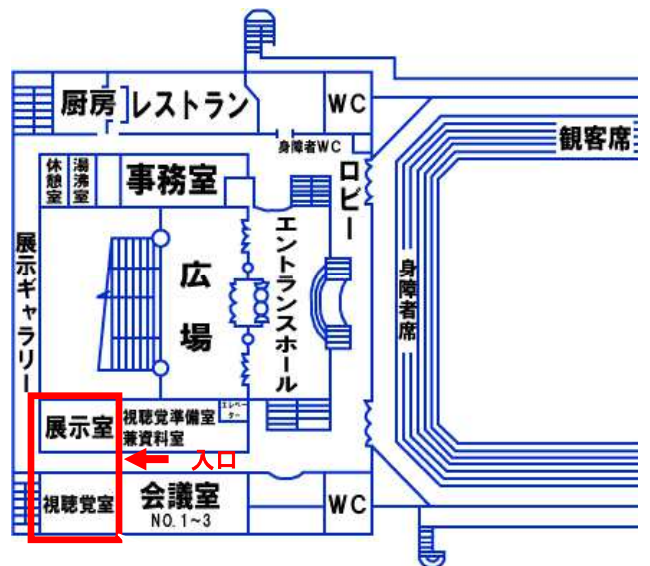 厨房
レストラン
WC
身障者WC
観客席
休憩室
湯沸室
事務室
ロビー
展示ギャラリー
広場
エントランスホール
身障者席
展示室
視聴覚準備室
兼資料室
エレベーター
入口
視聴覚室
会議室
NO.1~3
WC